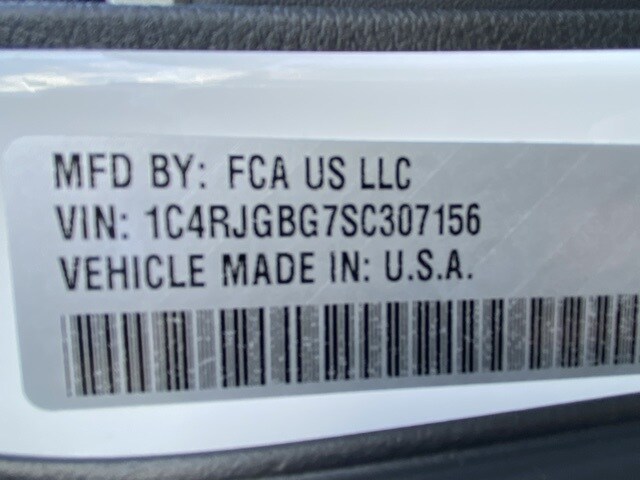 MFD BY: FCA US LLC
VIN: 1C4RJGBG7SC307156
VEHICLE MADE IN: U.S.A.